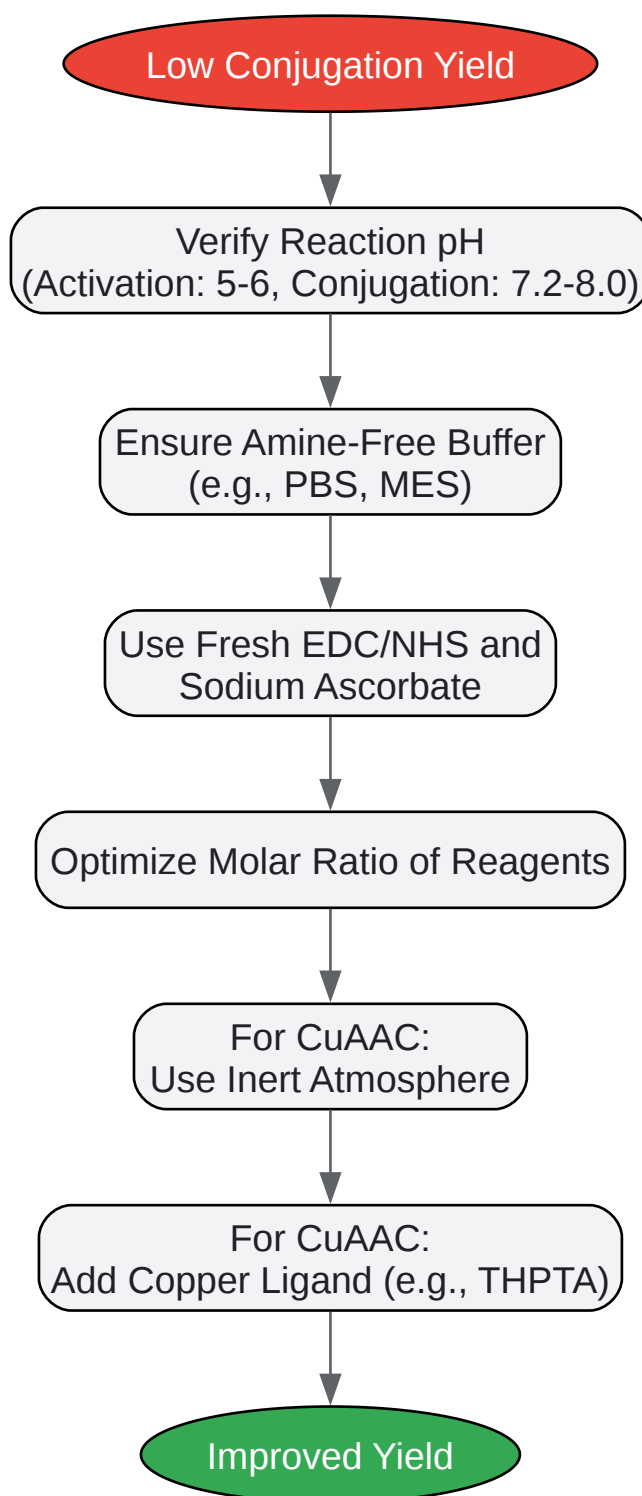 Low Conjugation Yield
Verify Reaction pH
(Activation: 5-6, Conjugation: 7.2-8.0)
Ensure Amine-Free Buffer
(e.g., PBS, MES)
Use Fresh EDC/NHS and
Sodium Ascorbate
Optimize Molar Ratio of Reagents
For CuAAC:
Use Inert Atmosphere
For CuAAC:
Add Copper Ligand (e.g., THPTA)
Improved Yield